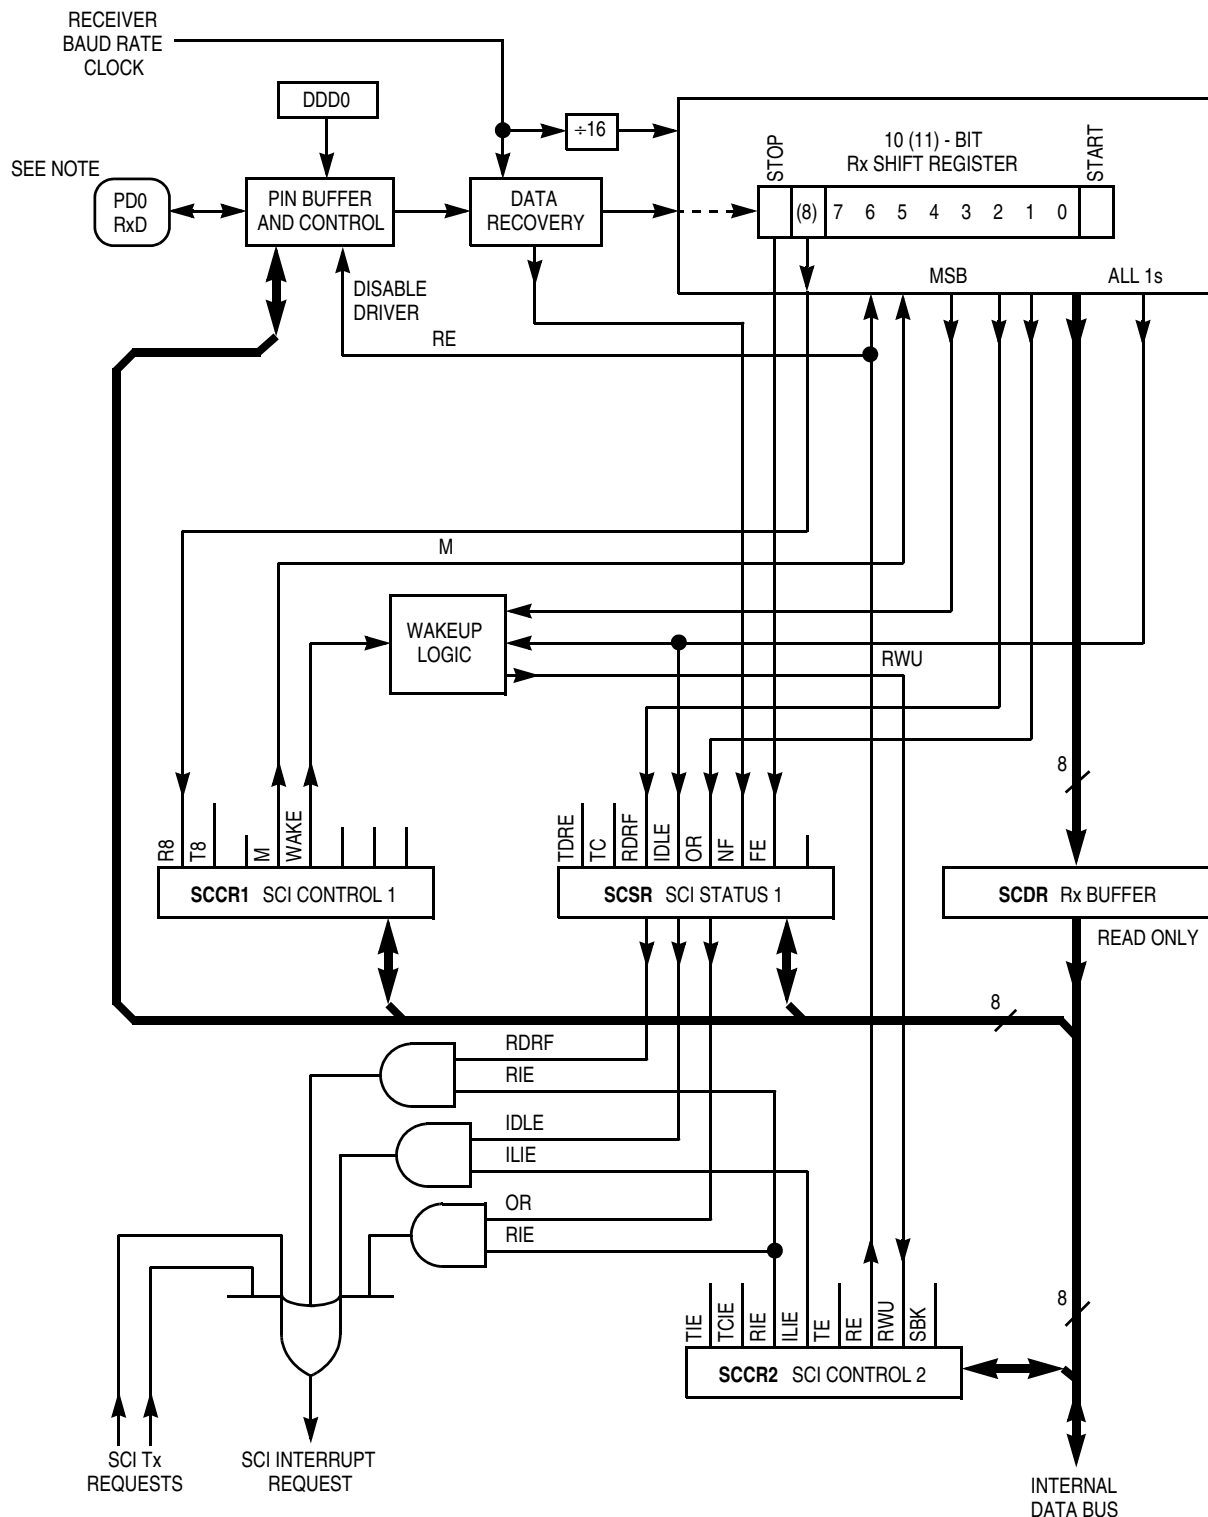 RECEIVER
BAUD RATE
CLOCK
DDD0
÷16
10 (11) - BIT
Rx SHIFT REGISTER
STOP
START
SEE NOTE
PD0
RxD
PIN BUFFER
AND CONTROL
DATA
RECOVERY
(8) 7 6 5 4 3 2 1 0
DISABLE
DRIVER
MSB
ALL 1s
RE
M
WAKEUP
LOGIC
RWU
8
R8
T8
M
WAKE
TDRE
TC
RDRF
IDLE
OR
NF
FE
SCCR1 SCI CONTROL 1
SCSR SCI STATUS 1
SCDR Rx BUFFER
READ ONLY
8
RDRF
RIE
IDLE
ILIE
OR
RIE
8
TIE
TCIE
RIE
ILIE
TE
RE
RWU
SBK
SCCR2 SCI CONTROL 2
SCI Tx
REQUESTS
SCI INTERRUPT
REQUEST
INTERNAL
DATA BUS